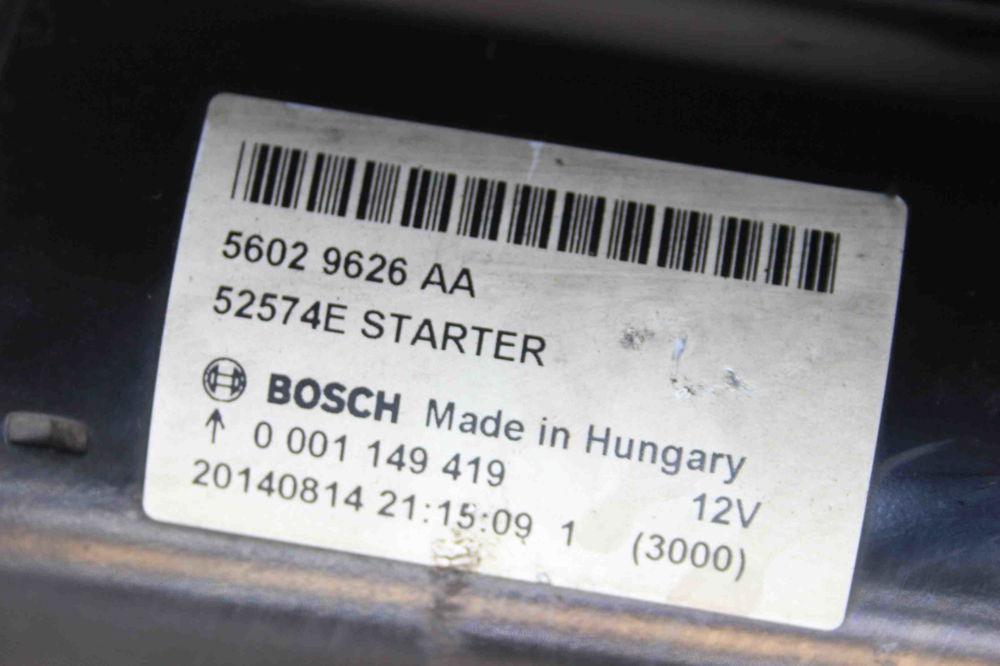 5602 9626 AA
52574E STARTER
BOSCH Made in Hungary
↑ 0 001 149 419 12V
20140814 21:15:09 1 (3000)